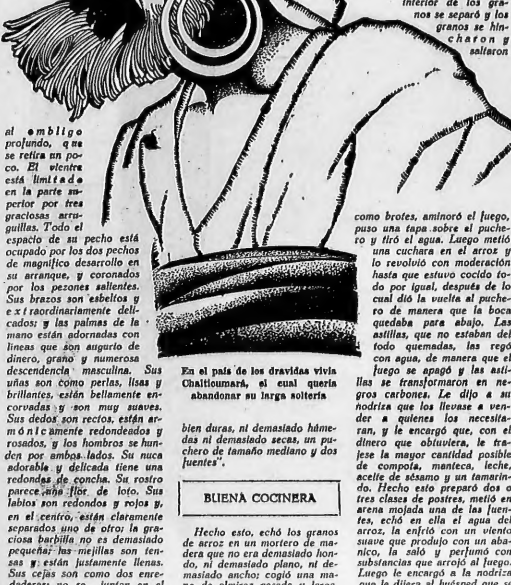 al ombligo
profundo, que
se retira un po-
co. El vientre
está limitado
en la parte su-
perior por tres
graciosas arru-
guillas. Todo el
espacio de su pecho está
ocupado por los dos pechos
de magnífico desarrollo en
su arranque, y coronados
por los pezones salientes.
Sus brazos son esbeltos y
extraordinariamente deli-
cados; y las palmas de la
mano están adornadas con
lineas que son augurio de
dinero, grano y numerosa
descendencia masculina. Sus
uñas son como perlas, lisas y
brillantes, están bellamente en-
corvadas y son muy suaves.
Sus dedos son rectos, están ar-
mónicamente redondeados y
rosados, y los hombros se hun-
den por ambos lados. Su nuca
adorable y delicada tiene una
redondez de concha. Su rostro
parece una flor de loto. Sus
labios son redondos y rojos y,
en el centro, están claramente
separados uno de otro; la gra-
ciosa barbilla no es demasiado
pequeña; las mejillas son ten-
sas y están justamente llenas.
Sus cejas son como dos enre-
En el país de los dravidas vivía
Chalticumará, el cual quería
abandonar su larga soltería
bien duras, ni demasiado húme-
das ni demasiado secas, un pu-
chero de tamaño mediano y dos
fuentes".
BUENA COCINERA
Hecho esto, echó los granos
de arroz en un mortero de ma-
dera que no era demasiado hon-
do, ni demasiado plano, ni de-
masiado ancho; cogió una ma-
inferior de los gra-
nos se separó y los
granos se hin-
charon y
saltaron
como brotes, aminoró el fuego,
puso una tapa sobre el puche-
ro y tiró el agua. Luego metió
una cuchara en el arroz y
lo revolvió con moderación
hasta que estuvo cocido to-
do por igual, después de lo
cual dió la vuelta al puche-
ro de manera que la boca
quedaba para abajo. Las
astillas, que no estaban del
todo quemadas, las regó
con agua, de manera que el
fuego se apagó y las asti-
llas se transformaron en ne-
gros carbones. Le dijo a su
nodriza que los llevase a ven-
der a quienes los necesita-
ran, y le encargó que, con el
dinero que obtuviera, le tra-
jese la mayor cantidad posible
de compota, manteca, leche,
aceite de sésamo y un tamarin-
do. Hecho esto preparó dos o
tres clases de postres, metió en
arena mojada una de las fuen-
tes, echó en ella el agua del
arroz, la enfrió con un viento
suave que produjo con un aba-
nico, la saló y perfumó con
substancias que arrojó al fuego.
Luego le encargó a la nodriza